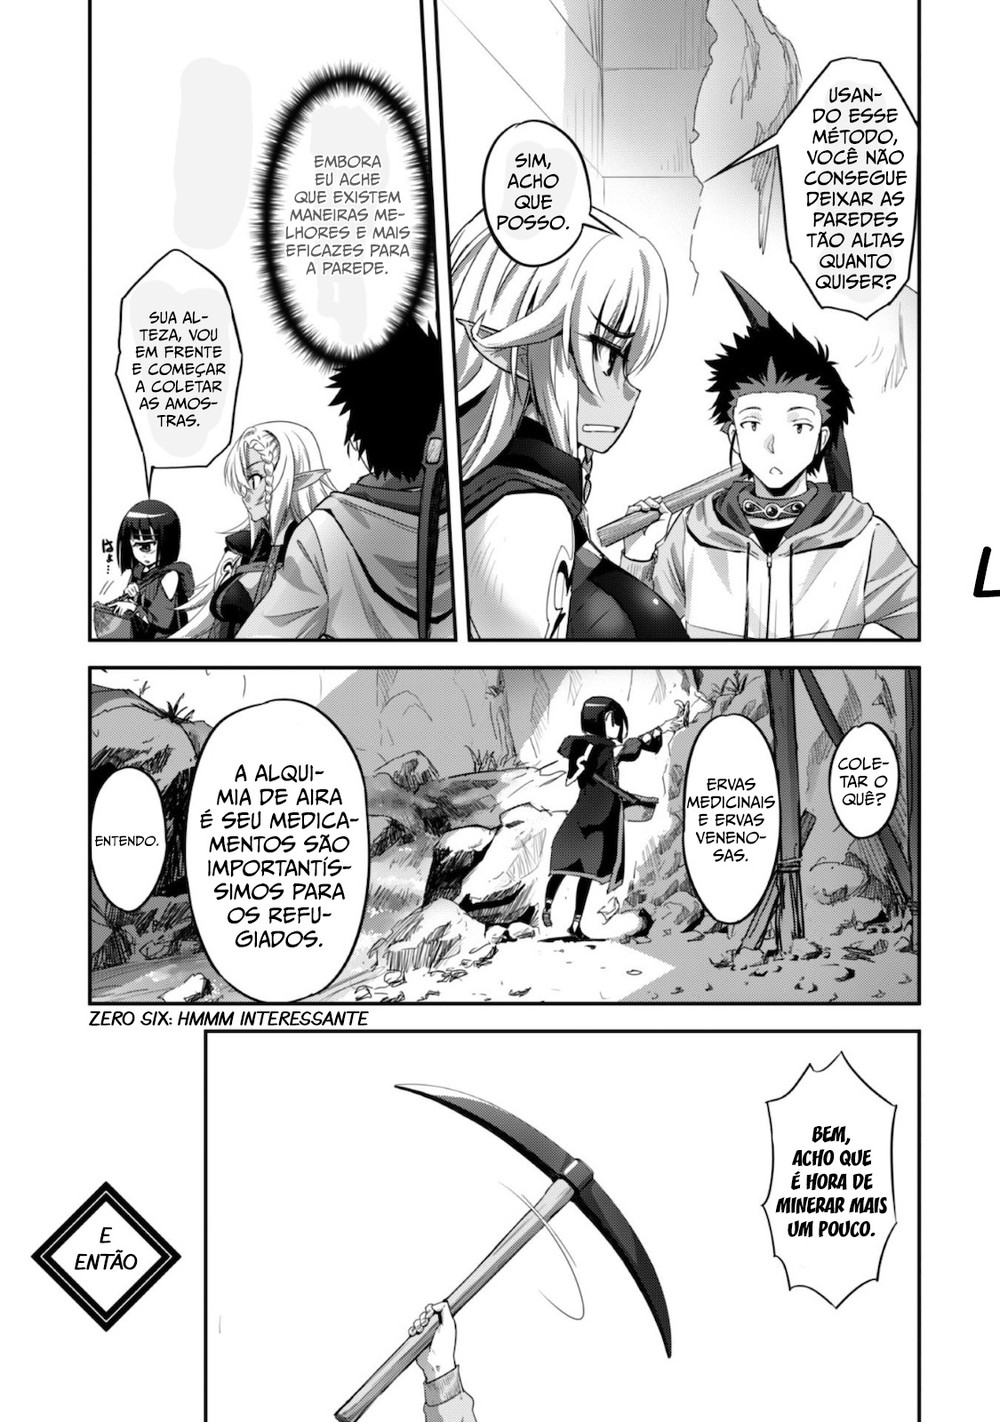 USAN-
DO ESSE
MÉTODO,
VOCÊ NÃO
CONSEGUE
DEIXAR AS
PAREDES
TÃO ALTAS
QUANTO
QUISER?
SIM,
ACHO
QUE
POSSO.
EMBORA
EU ACHE
QUE EXISTEM
MANEIRAS ME-
LHORES E MAIS
EFICAZES PARA
A PAREDE.
SUA AL-
TEZA, VOU
EM FRENTE
E COMEÇAR
A COLETAR
AS AMOS-
TRAS.
COLE-
TAR O
QUÊ?
ERVAS
MEDICINAIS
E ERVAS
VENENO-
SAS.
A ALQUI-
MIA DE AIRA
É SEU MEDICA-
MENTOS SÃO
IMPORTANTÍS-
SIMOS PARA
OS REFU-
GIADOS.
ENTENDO.
ZERO SIX: HMMM INTERESSANTE
BEM,
ACHO QUE
É HORA DE
MINERAR MAIS
UM POUCO.
E
ENTÃO